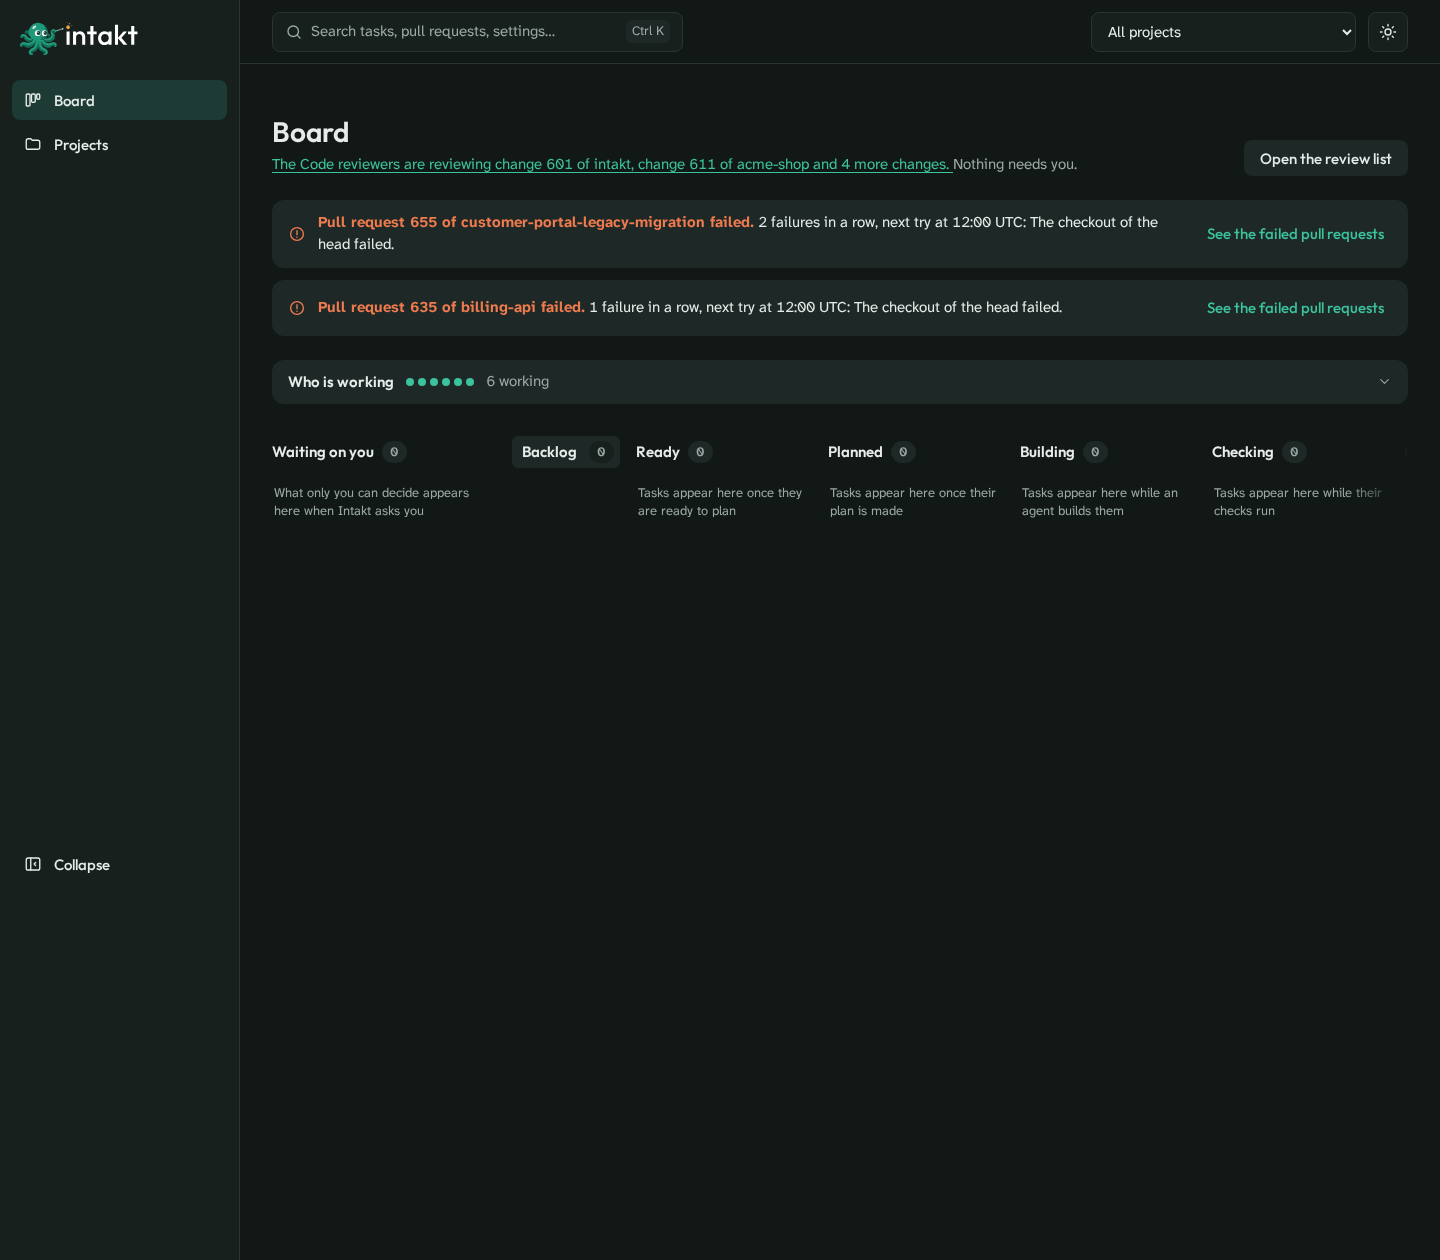 intakt
Search tasks, pull requests, settings...
Ctrl K
All projects
Board
Projects
Collapse
Board
The Code reviewers are reviewing change 601 of intakt, change 611 of acme-shop and 4 more changes. Nothing needs you.
Open the review list
Pull request 655 of customer-portal-legacy-migration failed. 2 failures in a row, next try at 12:00 UTC: The checkout of the
head failed.
See the failed pull requests
Pull request 635 of billing-api failed. 1 failure in a row, next try at 12:00 UTC: The checkout of the head failed.
See the failed pull requests
Who is working
6 working
Waiting on you 0
What only you can decide appears
here when Intakt asks you
Backlog 0
Ready 0
Tasks appear here once they
are ready to plan
Planned 0
Tasks appear here once their
plan is made
Building 0
Tasks appear here while an
agent builds them
Checking 0
Tasks appear here while their
checks run